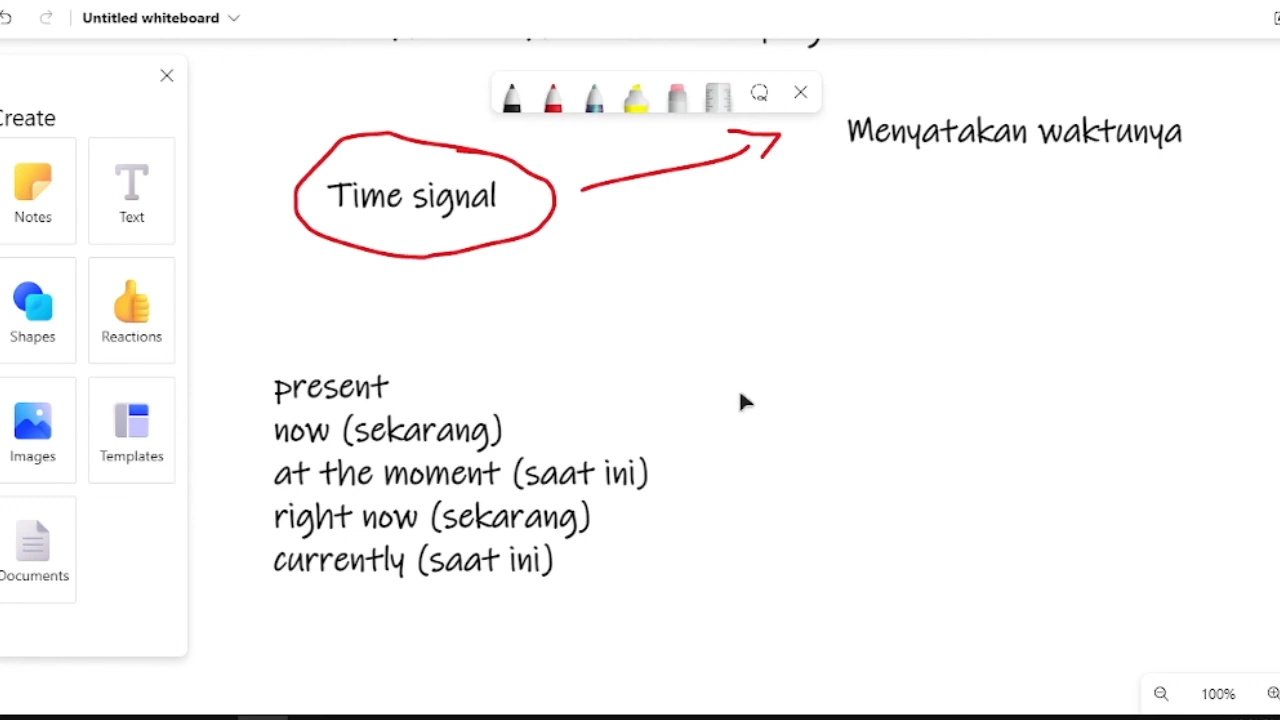 Untitled whiteboard
Create
Notes
Text
Shapes
Reactions
Images
Templates
Documents
Menyatakan waktunya
Time signal
present
now (sekarang)
at the moment (saat ini)
right now (sekarang)
currently (saat ini)
100%